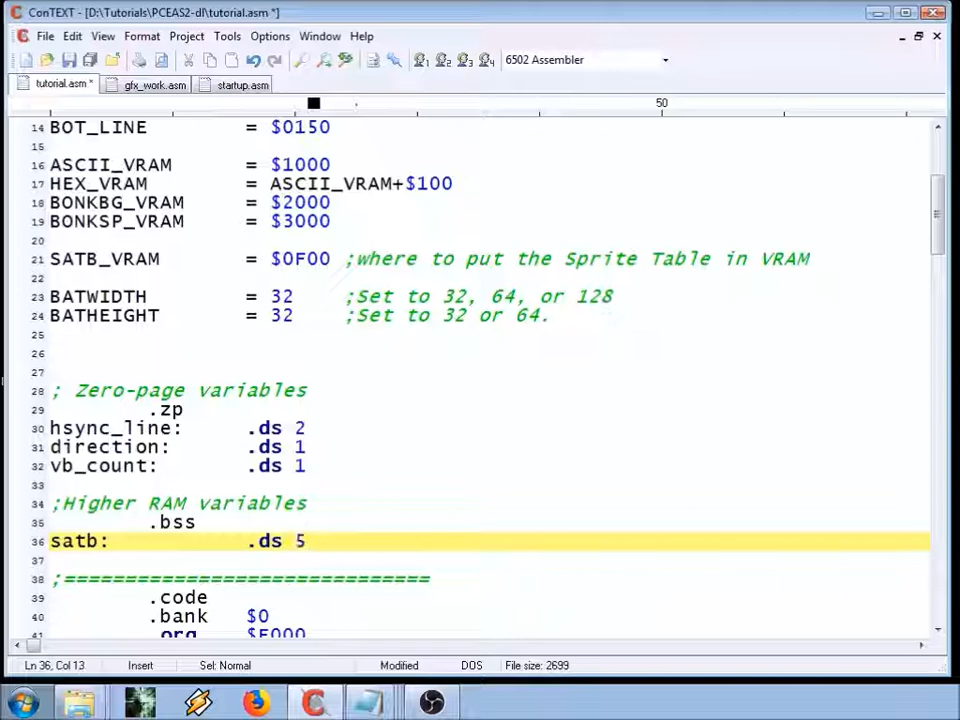 ConTEXT - [D:\Tutorials\PCEAS2-dl\tutorial.asm *]
File Edit View Format Project Tools Options Window Help
6502 Assembler
tutorial.asm * gfx_work.asm startup.asm
50
14 BOT_LINE = $0150
15
16 ASCII_VRAM = $1000
17 HEX_VRAM = ASCII_VRAM+$100
18 BONKBG_VRAM = $2000
19 BONKSP_VRAM = $3000
20
21 SATB_VRAM = $0F00 ;where to put the Sprite Table in VRAM
22
23 BATWIDTH = 32 ;Set to 32, 64, or 128
24 BATHEIGHT = 32 ;Set to 32 or 64.
25
26
27
28 ; Zero-page variables
29 .zp
30 hsync_line: .ds 2
31 direction: .ds 1
32 vb_count: .ds 1
33
34 ;Higher RAM variables
35 .bss
36 satb: .ds 5
37
38 ;==============================
39 .code
40 .bank $0
41 .org $E000
Ln 36, Col 13 Insert Sel: Normal Modified DOS File size: 2699